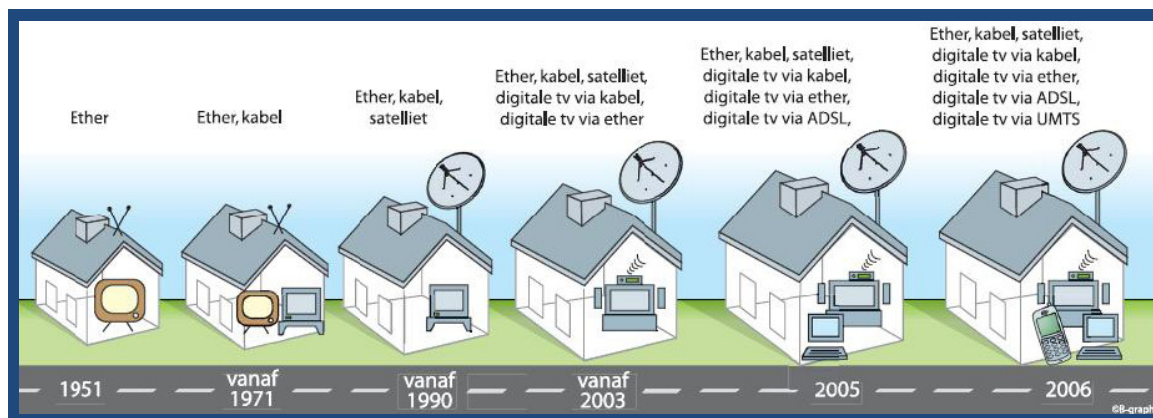 Ether
Ether, kabel
Ether, kabel,
satelliet
Ether, kabel, satelliet,
digitale tv via kabel,
digitale tv via ether
Ether, kabel, satelliet,
digitale tv via kabel,
digitale tv via ether,
digitale tv via ADSL,
Ether, kabel, satelliet,
digitale tv via kabel,
digitale tv via ether,
digitale tv via ADSL,
digitale tv via UMTS
1951
vanaf
1971
vanaf
1990
vanaf
2003
2005
2006
©B-graph